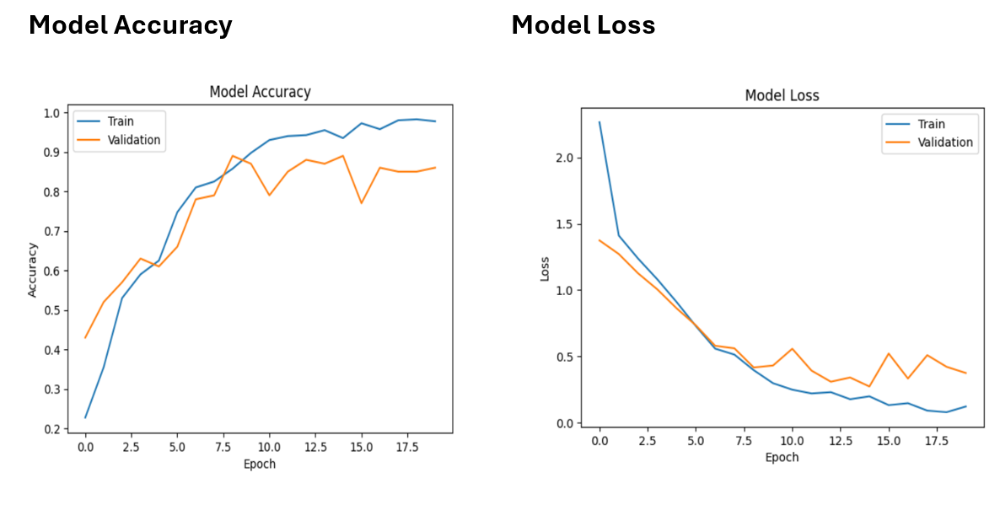 Model Accuracy
Model Loss
Model Accuracy
Train
Validation
1.0
0.9
0.8
0.7
0.6
0.5
0.4
0.3
0.2
Accuracy
0.0 2.5 5.0 7.5 10.0 12.5 15.0 17.5
Epoch
Model Loss
Train
Validation
2.0
1.5
1.0
0.5
0.0
Loss
0.0 2.5 5.0 7.5 10.0 12.5 15.0 17.5
Epoch